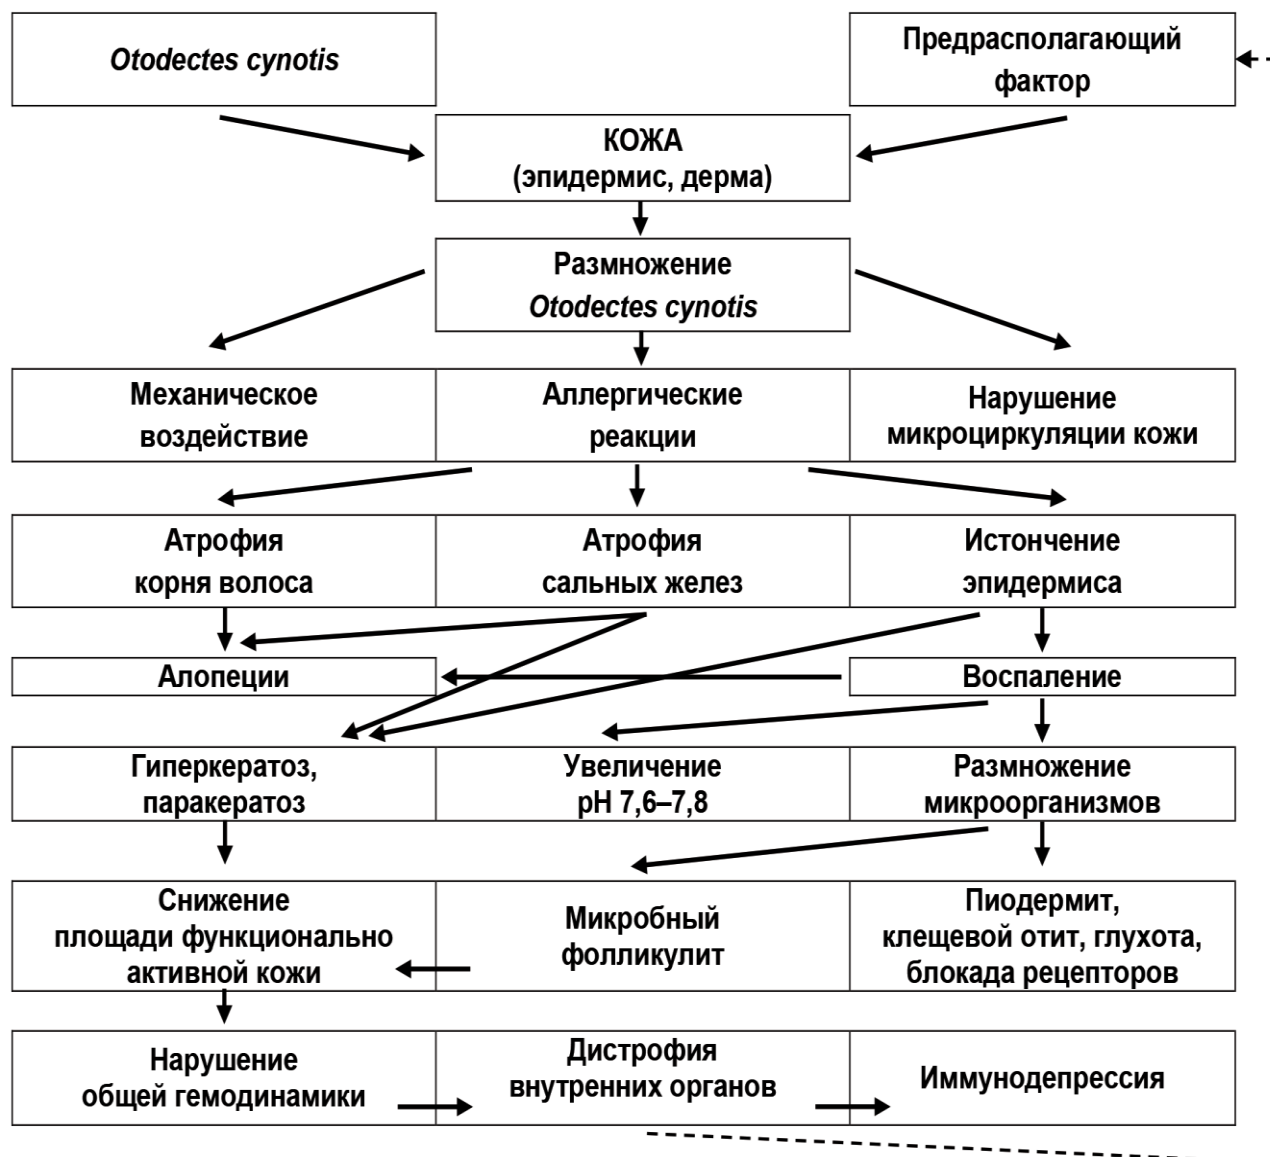 Otodectes cynotis
Предрасполагающий
фактор
КОЖА
(эпидермис, дерма)
Размножение
Otodectes cynotis
Механическое
воздействие
Аллергические
реакции
Нарушение
микроциркуляции кожи
Атрофия
корня волоса
Атрофия
сальных желез
Истончение
эпидермиса
Алопеции
Воспаление
Гиперкератоз,
паракератоз
Увеличение
pH 7,6–7,8
Размножение
микроорганизмов
Снижение
площади функционально
активной кожи
Микробный
фолликулит
Пиодермит,
клещевой отит, глухота,
блокада рецепторов
Нарушение
общей гемодинамики
Дистрофия
внутренних органов
Иммунодепрессия